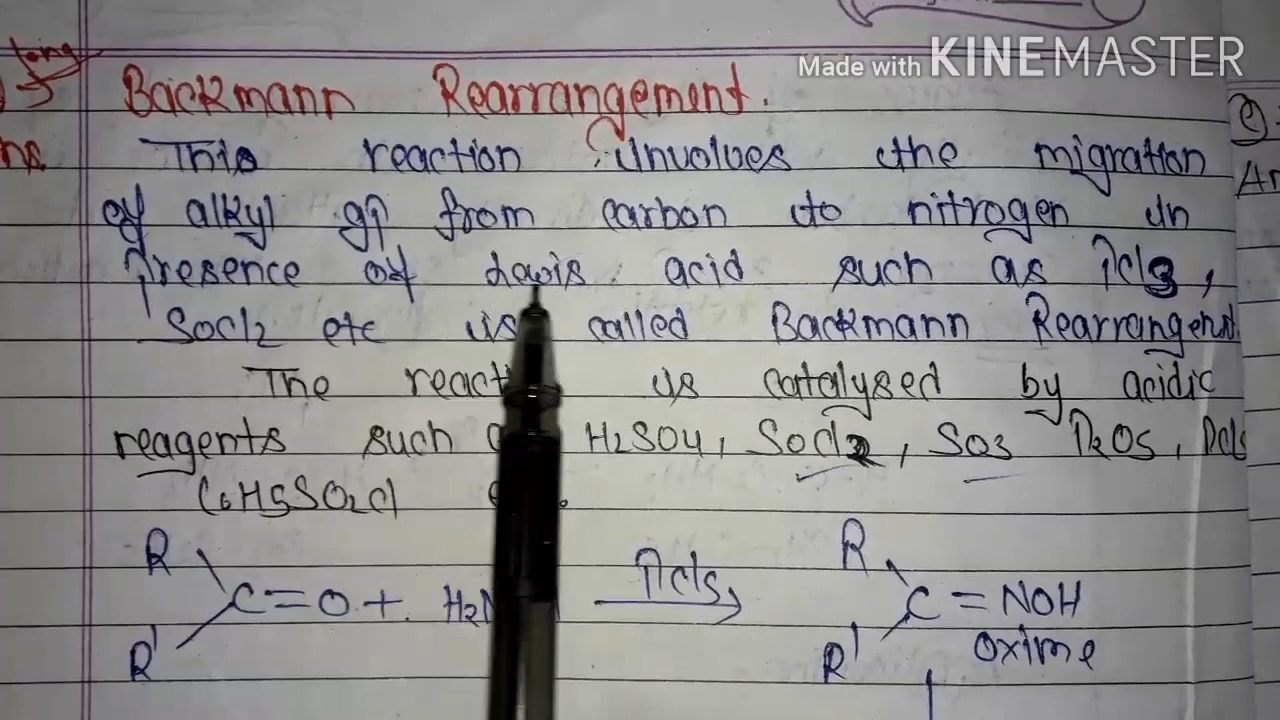 Made with KINEMASTER
Backmann Rearrangement.
This reaction involves the migration
of alkyl gp from carbon to nitrogen in
Presence of Lewis acid such as PCl3,
SOCl2 etc is called Backmann Rearrangement
The react is catalysed by acidic
reagents such H2SO4, SOCl2, SO3 P2O5, PCl5
C6H5SO2Cl
R R
C=O + H2N PCl5 C=NOH
R' R' oxime